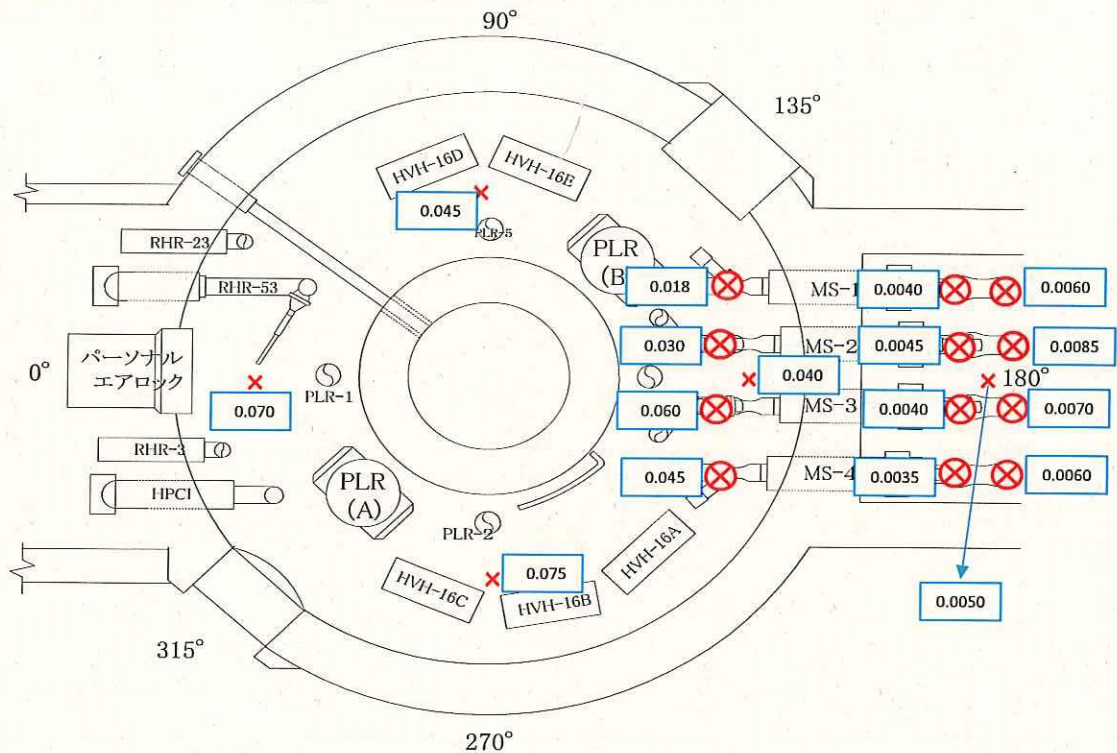 90°
135°
HVH-16D
HVH-16E
0.045
PLR-5
RHR-23
RHR-53
PLR
(B)
0.018
MS-1
0.0040
0.0060
0.030
MS-2
0.0045
0.0085
0°
パーソナル
エアロック
0.070
PLR-1
0.040
180°
0.060
MS-3
0.0040
0.0070
RHR-3
HPCI
PLR
(A)
0.045
MS-4
0.0035
0.0060
PLR-2
HVH-16A
HVH-16C
0.075
HVH-16B
0.0050
315°
270°